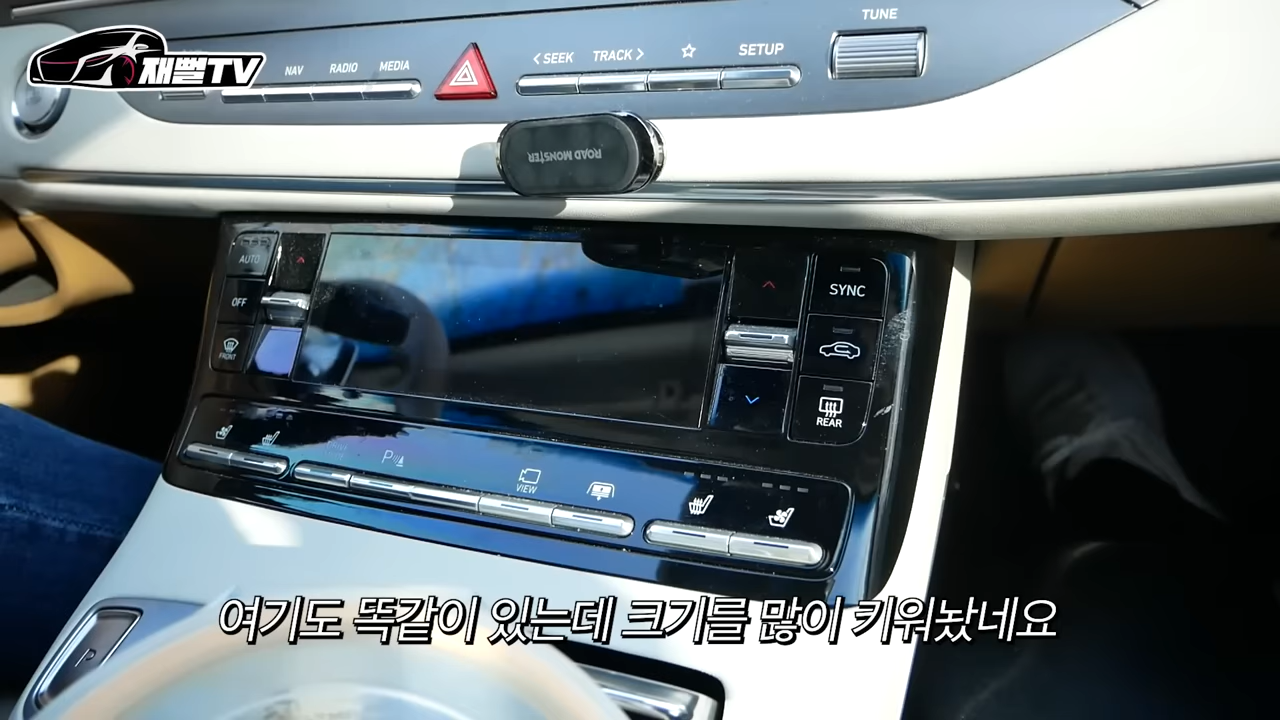 재뻘TV
NAV
RADIO
MEDIA
< SEEK
TRACK >
☆
SETUP
TUNE
ROAD MONSTER
AUTO
OFF
FRONT
SYNC
REAR
P
VIEW
P
여기도 똑같이 있는데 크기를 많이 키워놨네요